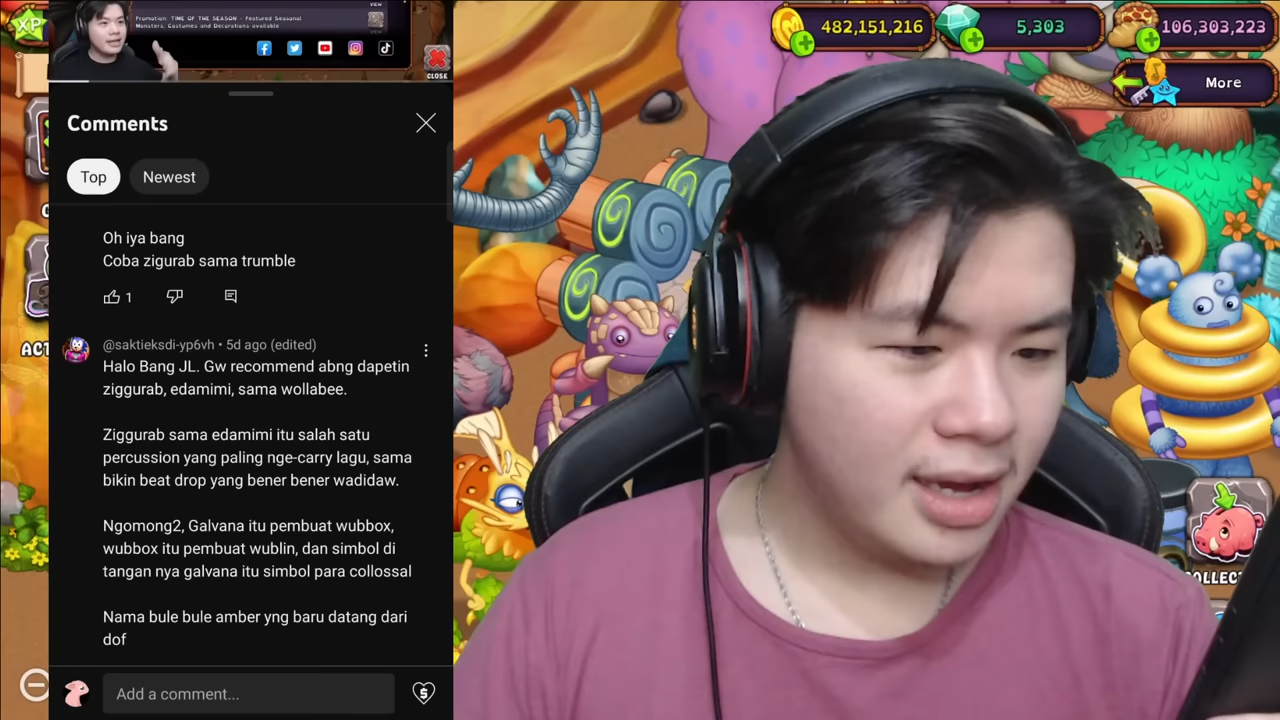 XP
Promotion: TIME OF THE SEASON - Featured Seasonal
Monsters, Costumes and Decorations available
VIEW
CLOSE
482,151,216
5,303
106,303,223
More
Comments
Top
Newest
Oh iya bang
Coba zigurab sama trumble
1
@saktieksdi-yp6vh • 5d ago (edited)
Halo Bang JL. Gw recommend abng dapetin
ziggurab, edamimi, sama wollabee.
Ziggurab sama edamimi itu salah satu
percussion yang paling nge-carry lagu, sama
bikin beat drop yang bener bener wadidaw.
Ngomong2, Galvana itu pembuat wubbox,
wubbox itu pembuat wublin, dan simbol di
tangan nya galvana itu simbol para collossal
Nama bule bule amber yng baru datang dari
dof
Add a comment...